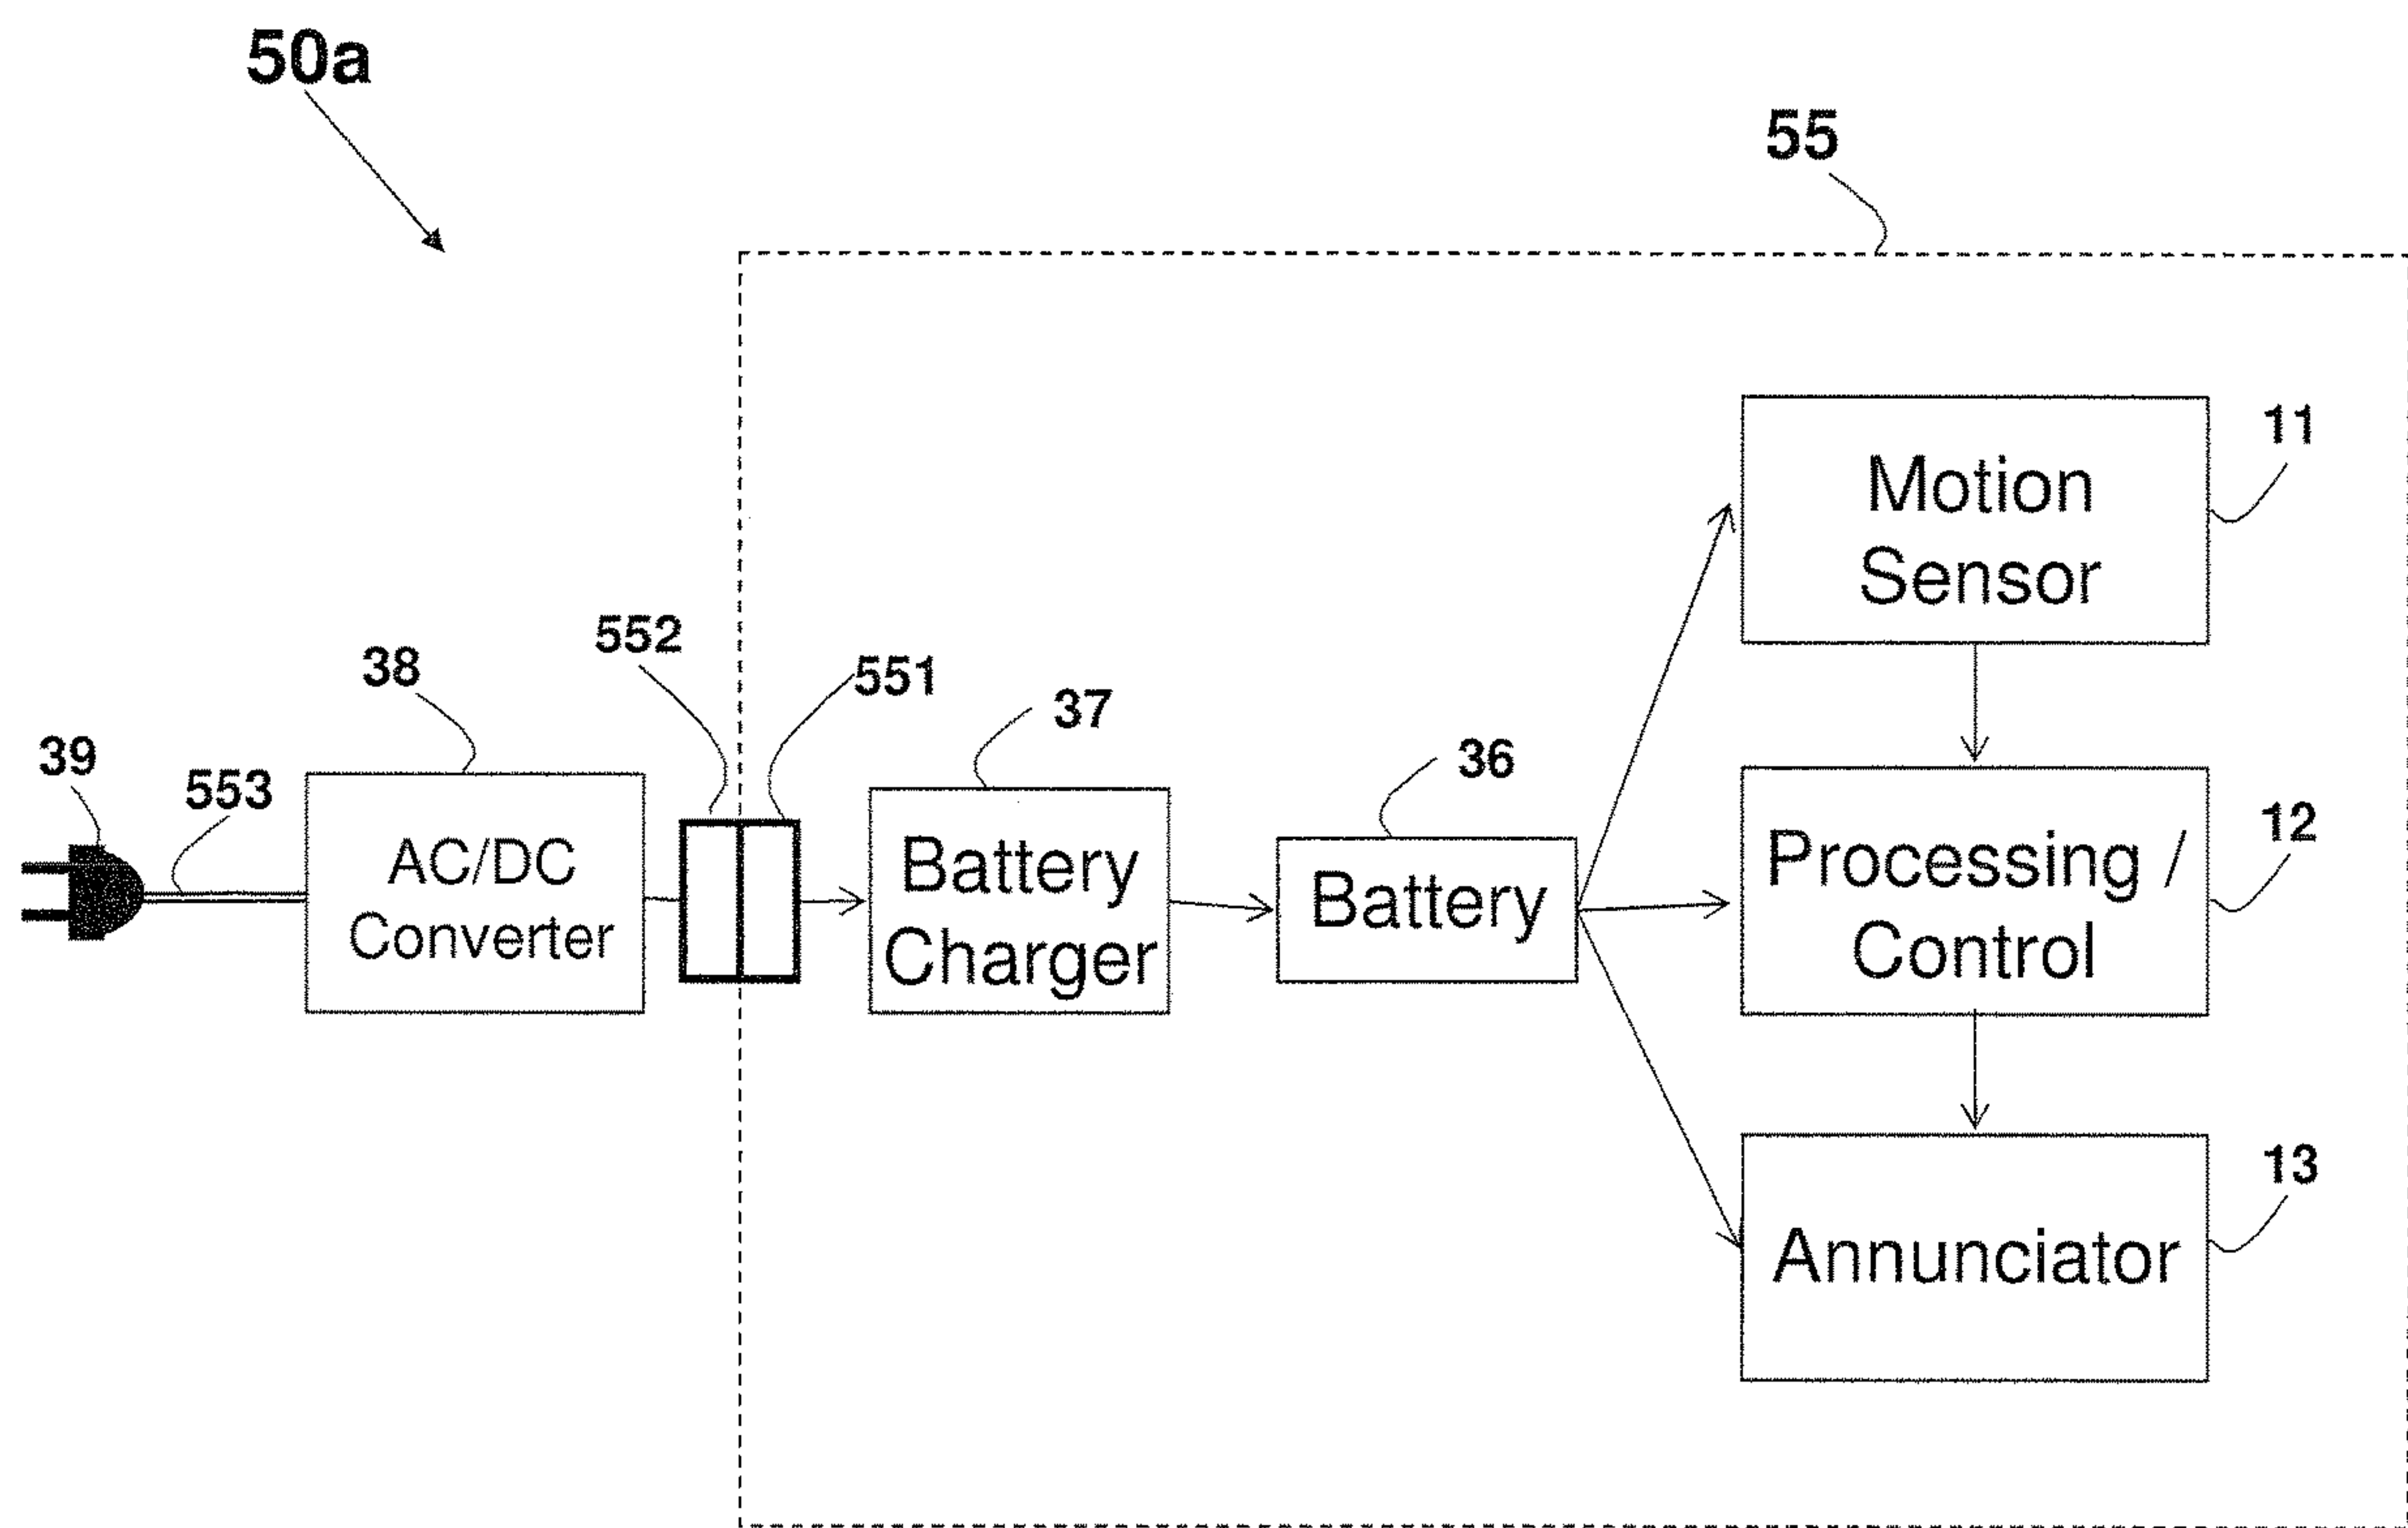 50a
55
11
Motion
Sensor
552
38
551
37
39
553
36
AC/DC
Converter
Battery
Charger
Battery
Processing /
Control
12
13
Annunciator